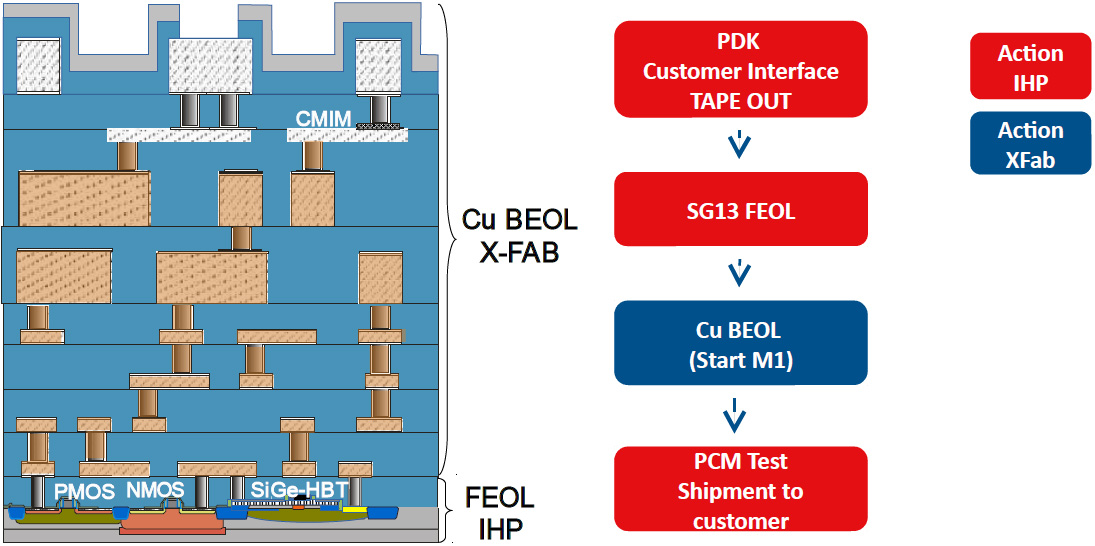 CMIM
Cu BEOL
X-FAB
PMOS
NMOS
SiGe-HBT
FEOL
IHP
PDK
Customer Interface
TAPE OUT
SG13 FEOL
Cu BEOL
(Start M1)
PCM Test
Shipment to
customer
Action
IHP
Action
XFab